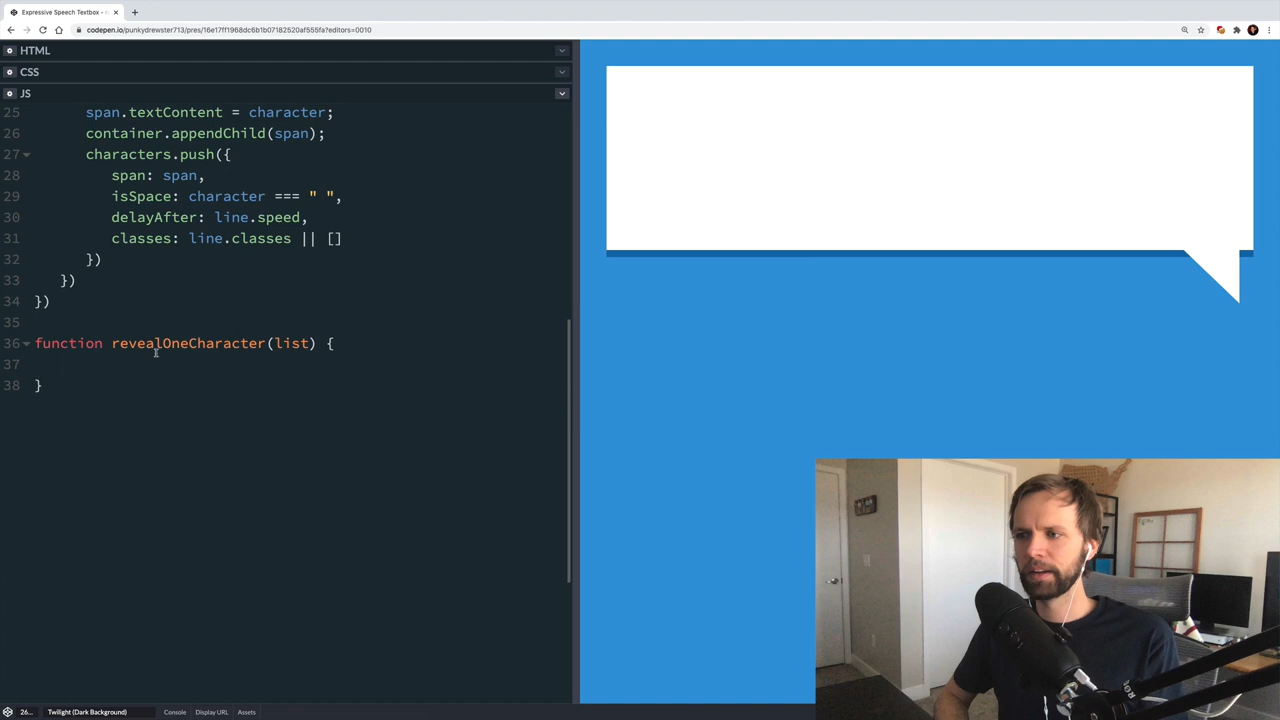 Expressive Speech Textbox -
codepen.io/punkydrewster713/pres/16e17ff1968dc6b1b07182520af555fa?editors=0010
HTML
CSS
JS
25 span.textContent = character;
26 container.appendChild(span);
27 characters.push({
28 span: span,
29 isSpace: character === " ",
30 delayAfter: line.speed,
31 classes: line.classes || []
32 })
33 })
34 })
35
36 function revealOneCharacter(list) {
37
38 }
26... Twilight (Dark Background) Console Display URL Assets